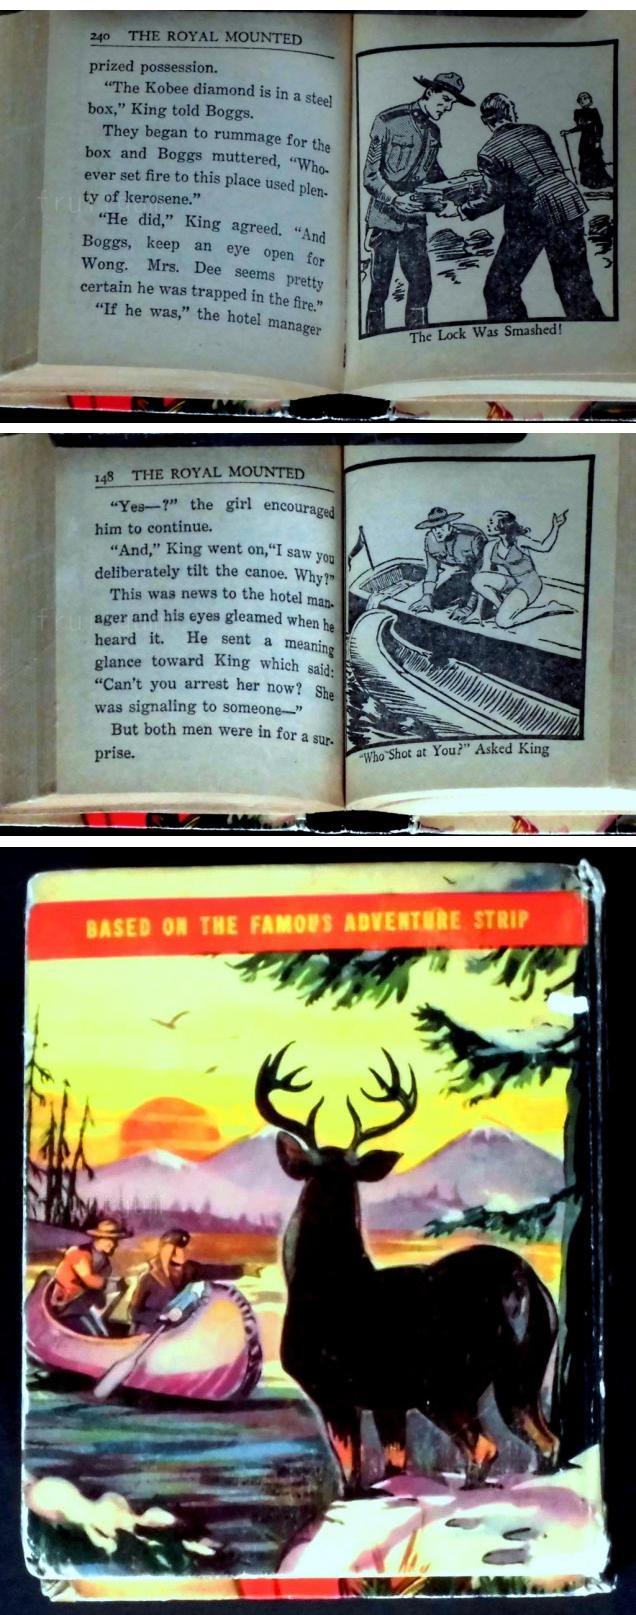 240 THE ROYAL MOUNTED
prized possession.
"The Kobee diamond is in a steel
box," King told Boggs.
They began to rummage for the
box and Boggs muttered, "Who-
ever set fire to this place used plen-
ty of kerosene."
"He did," King agreed. "And
Boggs, keep an eye open for
Wong. Mrs. Dee seems pretty
certain he was trapped in the fire."
"If he was," the hotel manager
The Lock Was Smashed!
148 THE ROYAL MOUNTED
"Yes—?" the girl encouraged
him to continue.
"And," King went on, "I saw you
deliberately tilt the canoe. Why?"
This was news to the hotel man-
ager and his eyes gleamed when he
heard it. He sent a meaning
glance toward King which said:
"Can't you arrest her now? She
was signaling to someone—"
But both men were in for a sur-
prise.
"Who Shot at You?" Asked King
BASED ON THE FAMOUS ADVENTURE STRIP